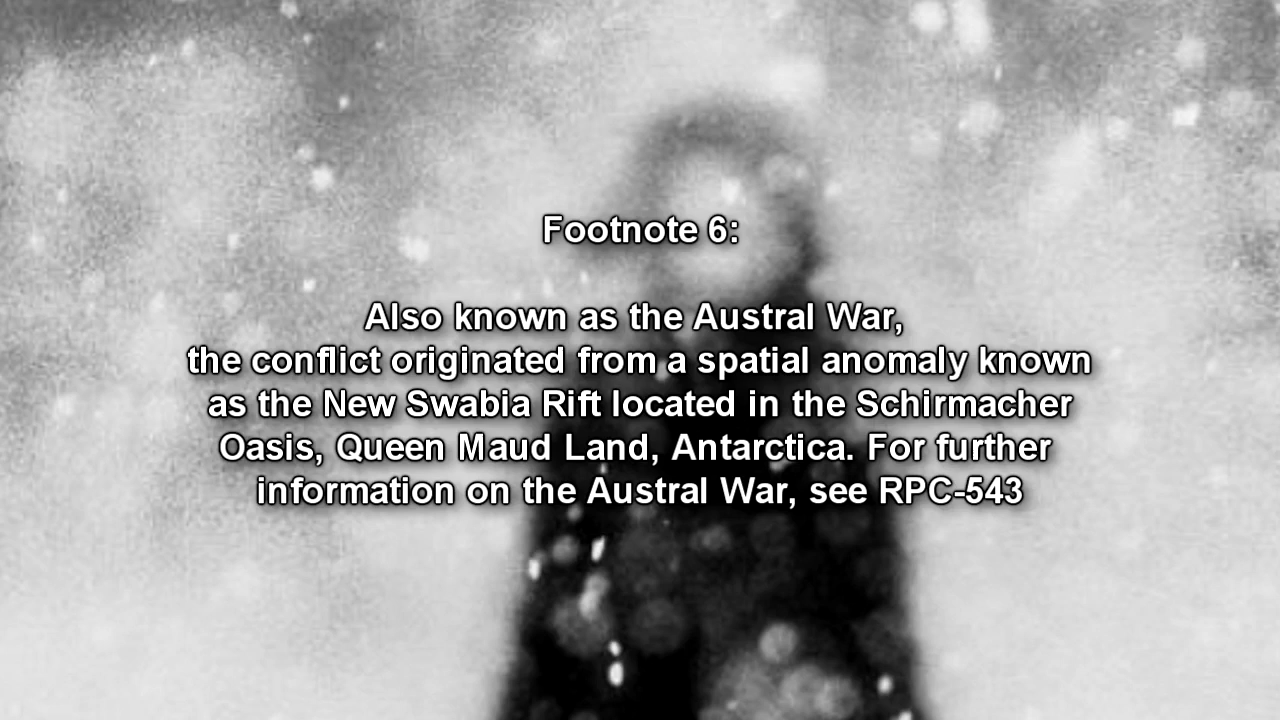 Footnote 6:
Also known as the Austral War,
the conflict originated from a spatial anomaly known
as the New Swabia Rift located in the Schirmacher
Oasis, Queen Maud Land, Antarctica. For further
information on the Austral War, see RPC-543